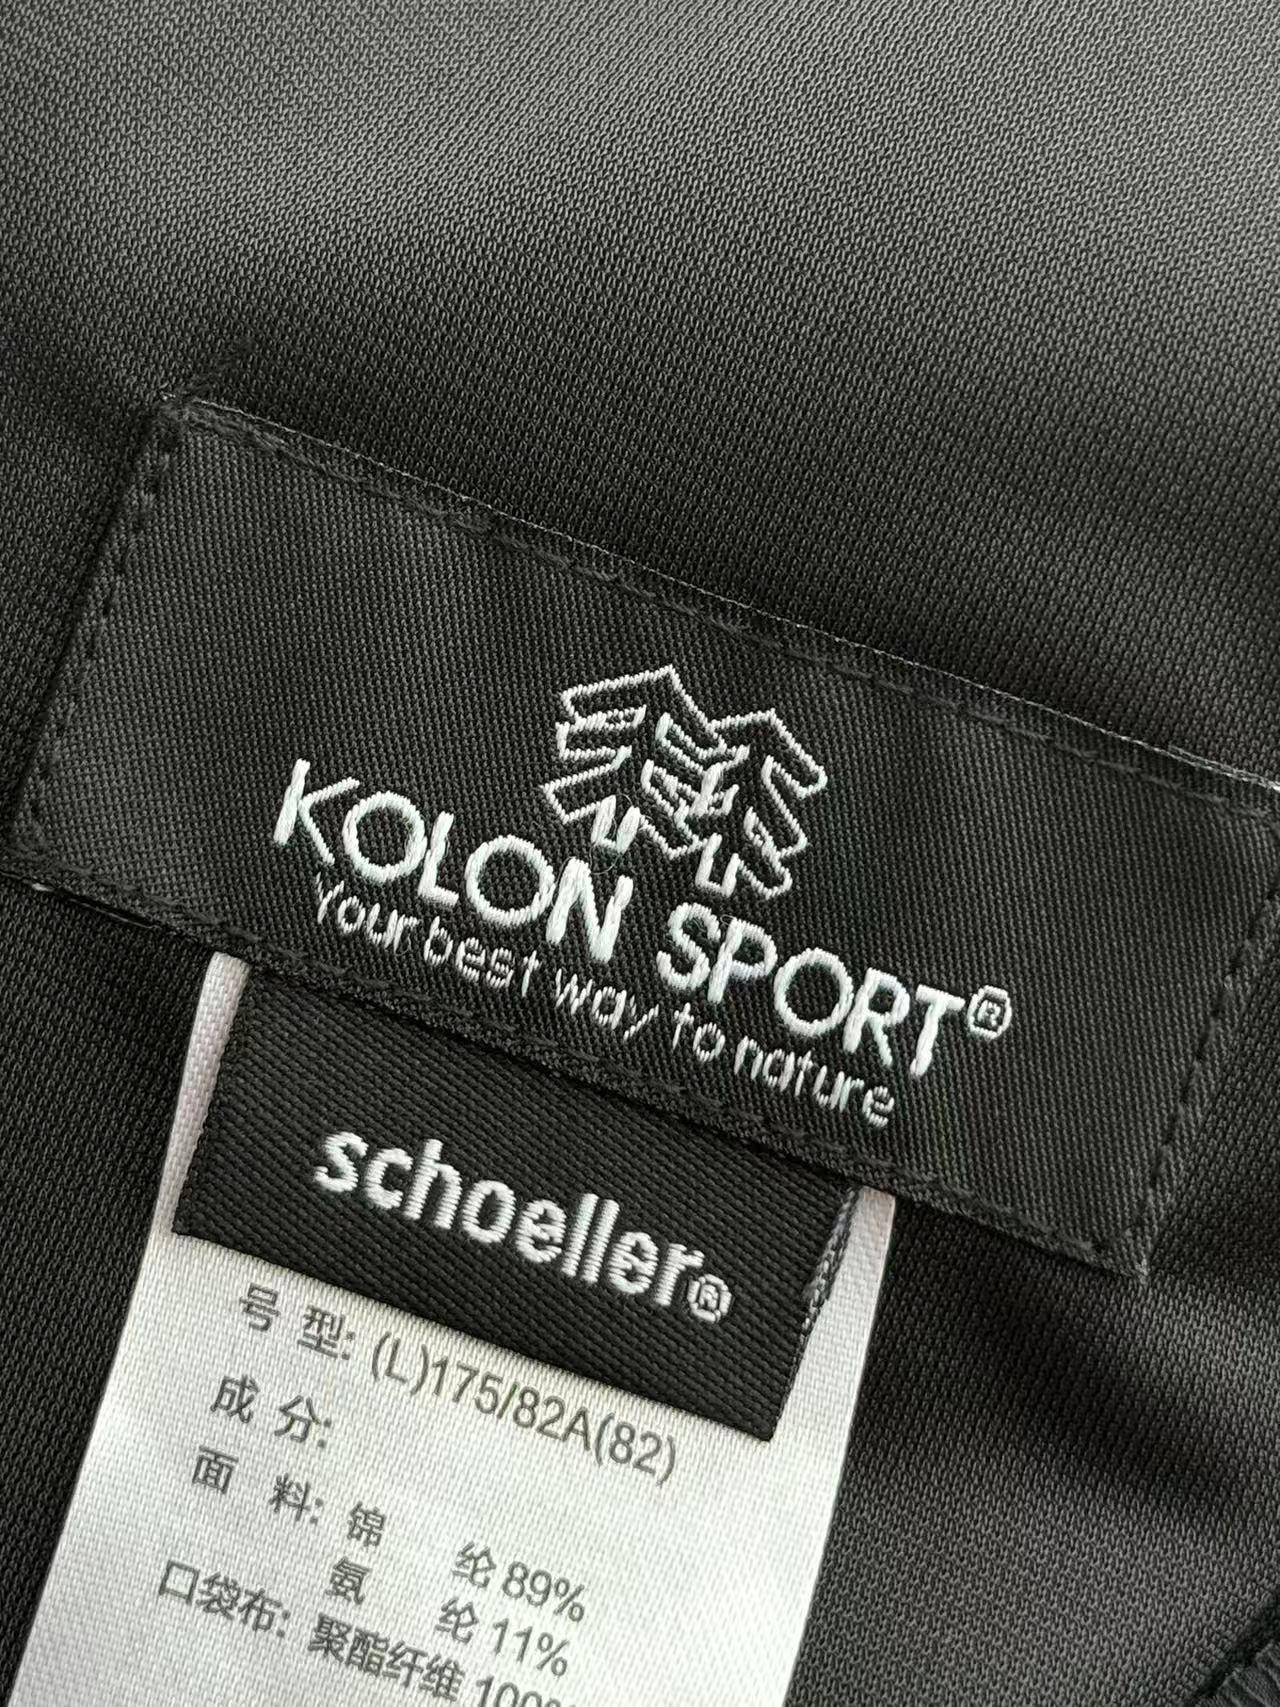 KOLON SPORT®
Your best way to nature
schoeller®
号 型: (L)175/82A(82)
成 分:
面 料: 锦 纶 89%
氨 纶 11%
口袋布: 聚酯纤维 100%